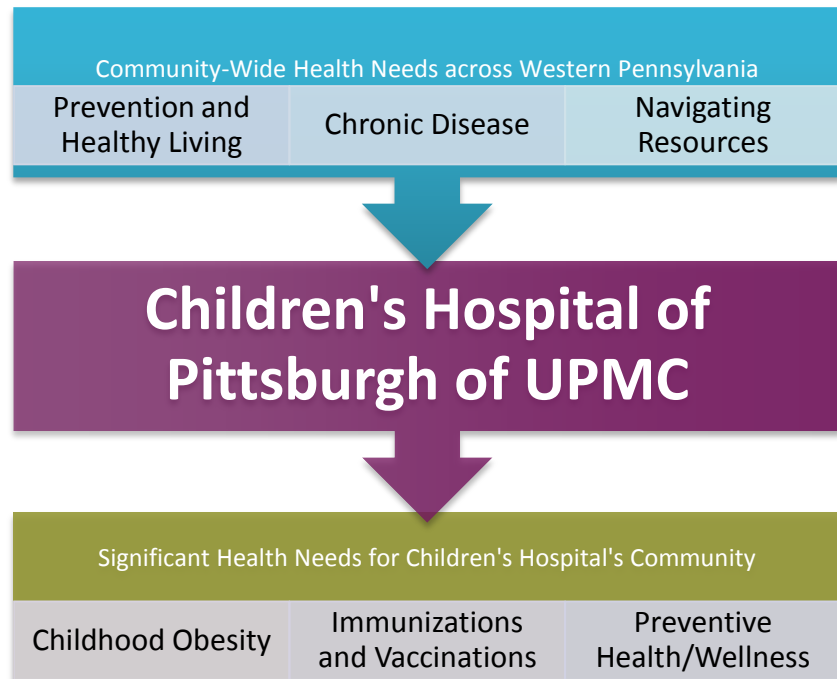 Community-Wide Health Needs across Western Pennsylvania
Prevention and
Healthy Living
Chronic Disease
Navigating
Resources
Children's Hospital of
Pittsburgh of UPMC
Significant Health Needs for Children's Hospital's Community
Childhood Obesity
Immunizations
and Vaccinations
Preventive
Health/Wellness